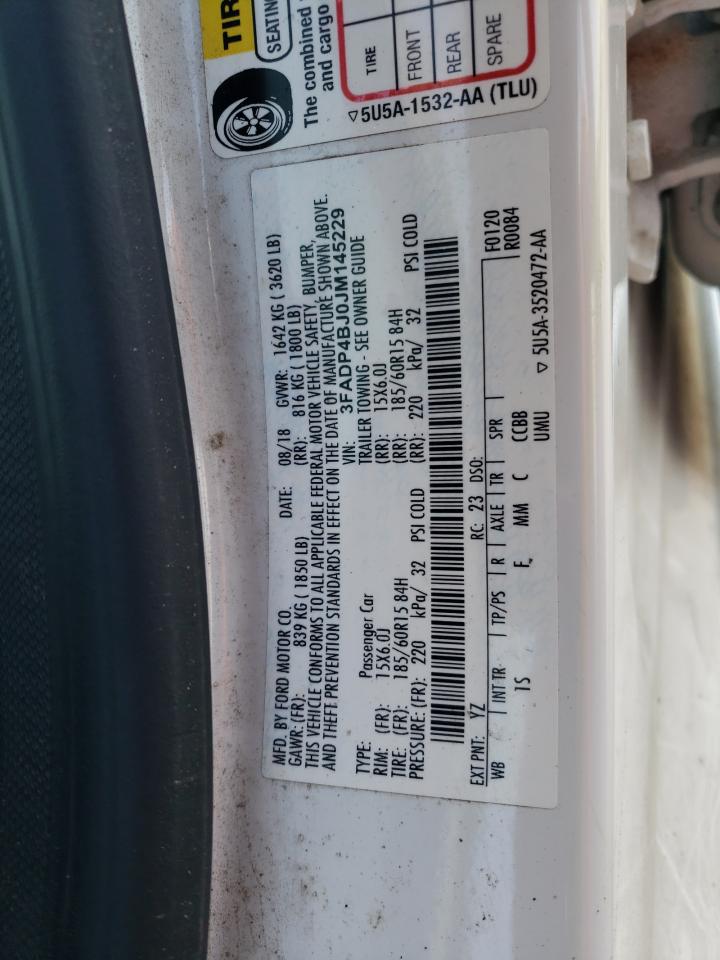 TIR
SEATING
The combined
and cargo
TIRE
FRONT
REAR
SPARE
▽ 5U5A-1532-AA (TLU)
MFD. BY FORD MOTOR CO. DATE: 08/18 GVWR: 1642 KG ( 3620 LB)
GAWR: (FR): 839 KG ( 1850 LB) (RR): 816 KG ( 1800 LB)
THIS VEHICLE CONFORMS TO ALL APPLICABLE FEDERAL MOTOR VEHICLE SAFETY, BUMPER,
AND THEFT PREVENTION STANDARDS IN EFFECT ON THE DATE OF MANUFACTURE SHOWN ABOVE.
VIN: 3FADP4BJ0JM145229
TYPE: Passenger Car TRAILER TOWING - SEE OWNER GUIDE
RIM: (FR): 15X6.0J (RR): 15X6.0J
TIRE: (FR): 185/60R15 84H (RR): 185/60R15 84H
PRESSURE: (FR): 220 kPa/ 32 PSI COLD (RR): 220 kPa/ 32 PSI COLD
EXT PNT: YZ RC: 23 DSO: F0120
WB INT TR TP/PS R AXLE TR SPR R0084
1S F, MM C CCBB
UMU
▽ 5U5A-3520472-AA